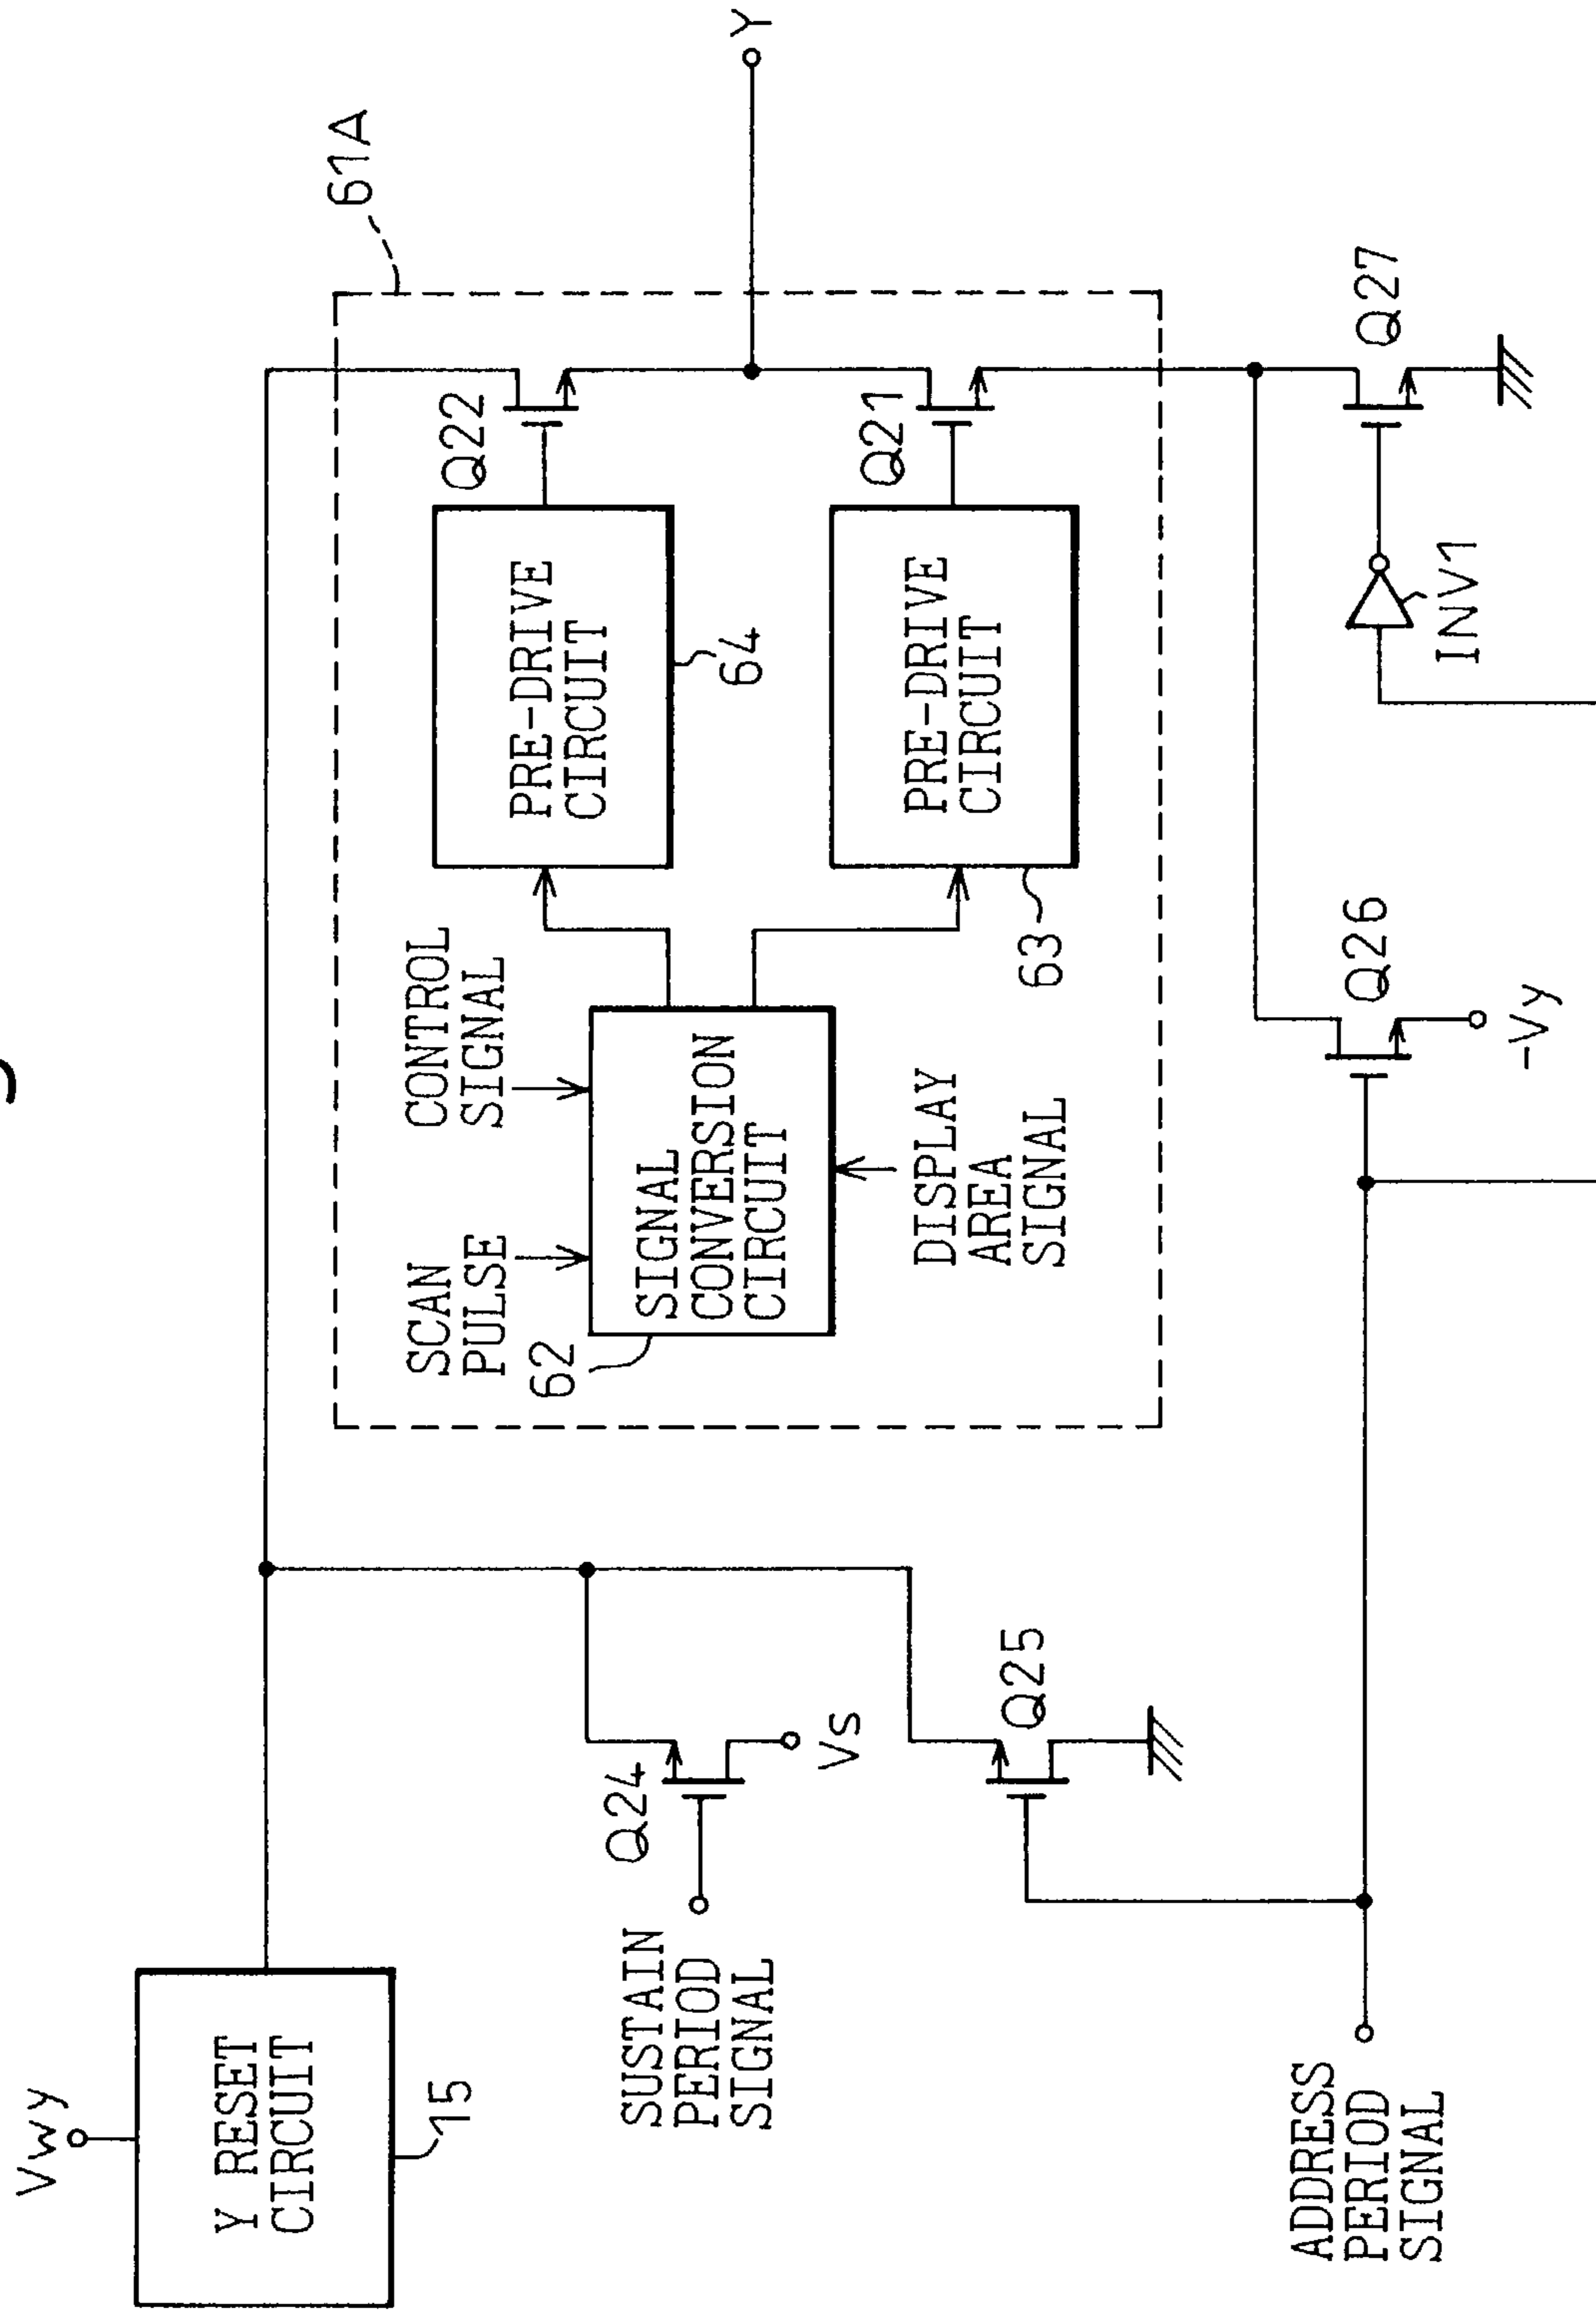 Vwy
Y RESET
CIRCUIT
15
SUSTAIN
PERIOD
SIGNAL
Q24
Vs
Q25
ADDRESS
PERIOD
SIGNAL
61A
SCAN
PULSE
CONTROL
SIGNAL
62
SIGNAL
CONVERSION
CIRCUIT
DISPLAY
AREA
SIGNAL
PRE-DRIVE
CIRCUIT
64
Q22
PRE-DRIVE
CIRCUIT
63
Q21
Y
Q26
-Vy
INV1
Q27